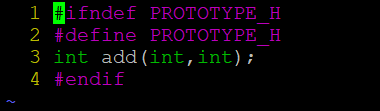 1 #ifndef PROTOTYPE_H
2 #define PROTOTYPE_H
3 int add(int,int);
4 #endif
~